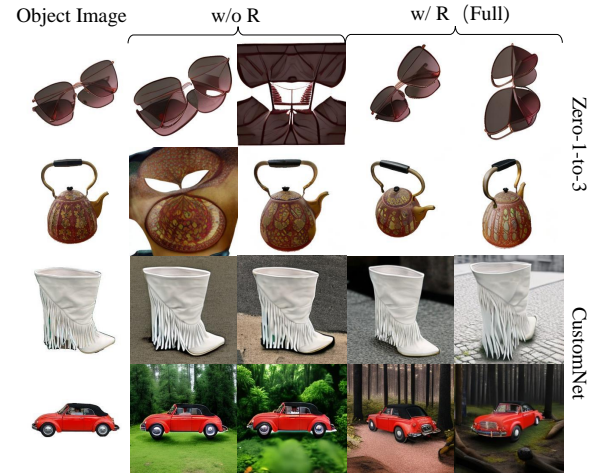 Object Image
w/o R
w/ R（Full）
Zero-1-to-3
CustomNet